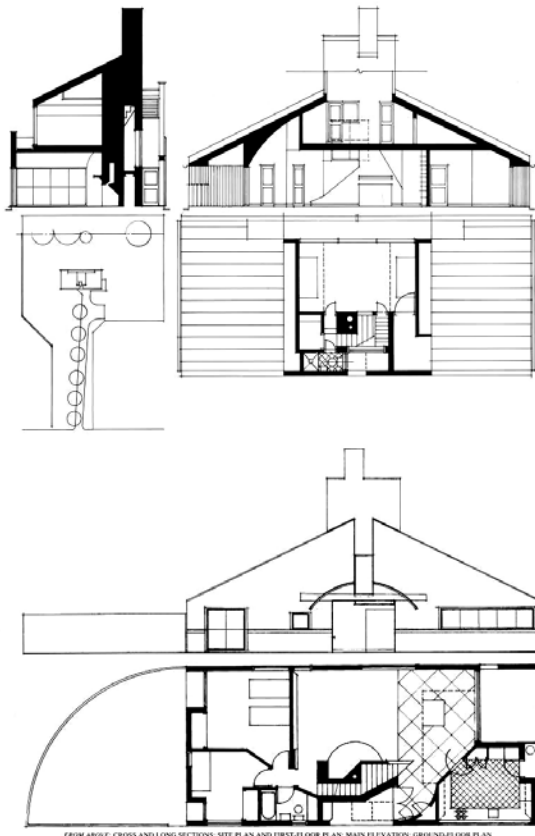 FROM ABOVE: CROSS AND LONG SECTIONS; SITE PLAN AND FIRST-FLOOR PLAN; MAIN ELEVATION; GROUND-FLOOR PLAN